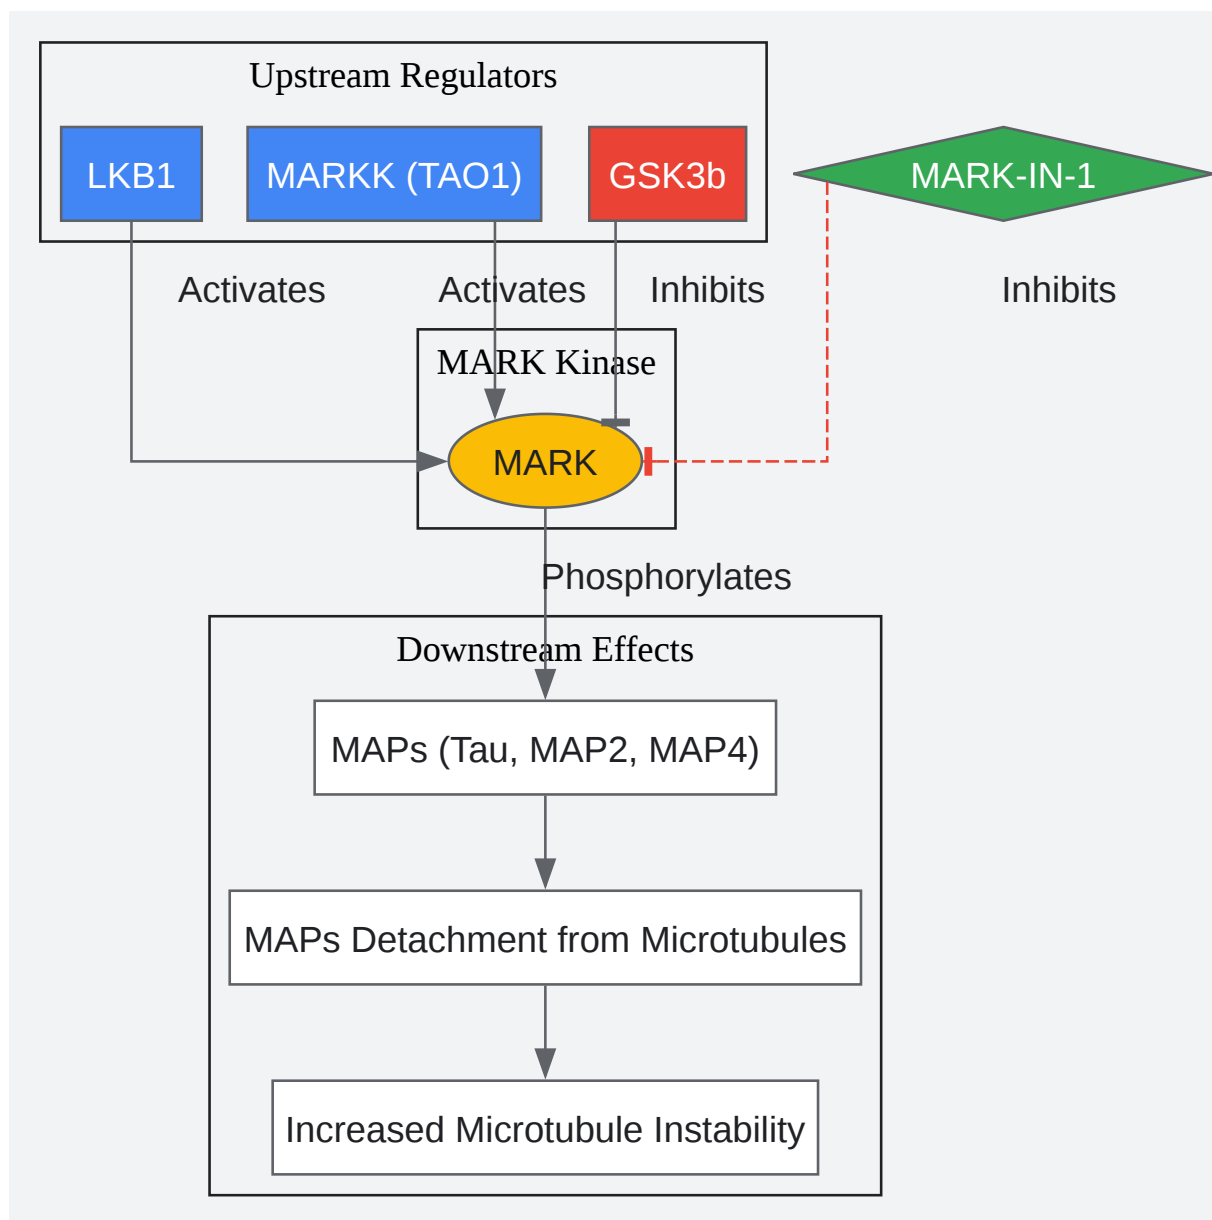 Upstream Regulators
LKB1
MARKK (TAO1)
GSK3b
MARK-IN-1
Activates
Activates
Inhibits
Inhibits
MARK Kinase
MARK
Phosphorylates
Downstream Effects
MAPs (Tau, MAP2, MAP4)
MAPs Detachment from Microtubules
Increased Microtubule Instability